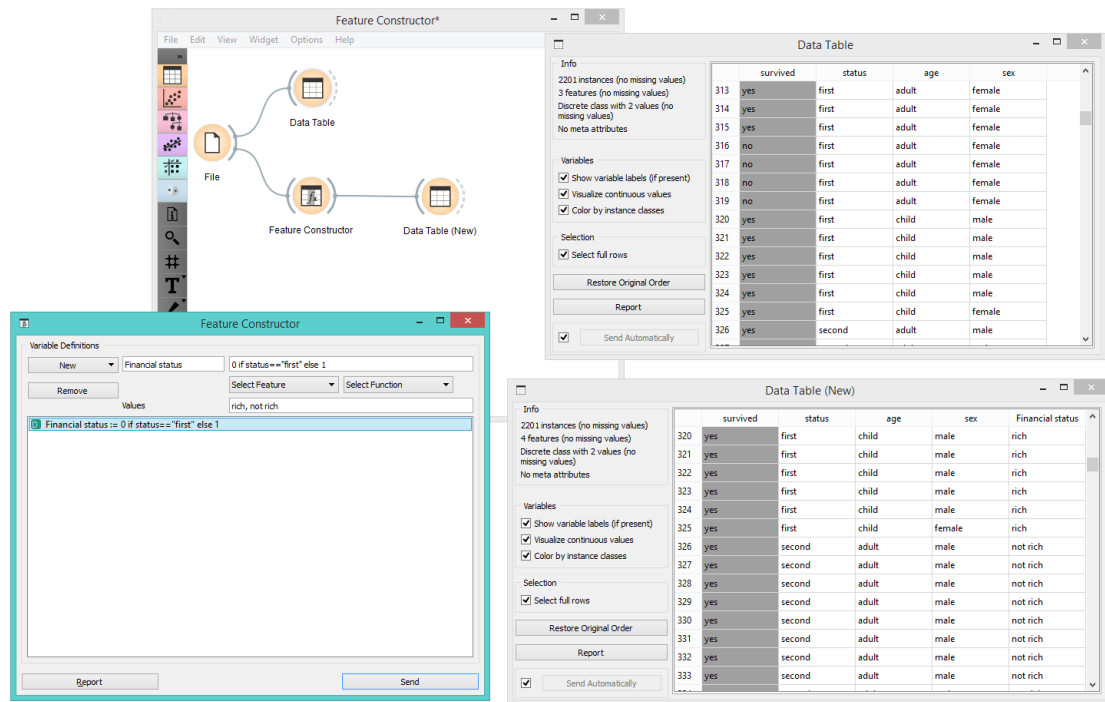 Feature Constructor*
File Edit View Widget Options Help
»
Data Table
File
Feature Constructor
Data Table (New)
T
Data Table
Info
2201 instances (no missing values)
3 features (no missing values)
Discrete class with 2 values (no
missing values)
No meta attributes
Variables
Show variable labels (if present)
Visualize continuous values
Color by instance classes
Selection
Select full rows
Restore Original Order
Report
Send Automatically
survived status age sex
313 yes first adult female
314 yes first adult female
315 yes first adult female
316 no first adult female
317 no first adult female
318 no first adult female
319 no first adult female
320 yes first child male
321 yes first child male
322 yes first child male
323 yes first child male
324 yes first child male
325 yes first child female
326 yes second adult male
Feature Constructor
Variable Definitions
New Financial status 0 if status=="first" else 1
Remove Select Feature Select Function
Values rich, not rich
D Financial status := 0 if status=="first" else 1
Report Send
Data Table (New)
Info
2201 instances (no missing values)
4 features (no missing values)
Discrete class with 2 values (no
missing values)
No meta attributes
Variables
Show variable labels (if present)
Visualize continuous values
Color by instance classes
Selection
Select full rows
Restore Original Order
Report
Send Automatically
survived status age sex Financial status
320 yes first child male rich
321 yes first child male rich
322 yes first child male rich
323 yes first child male rich
324 yes first child male rich
325 yes first child female rich
326 yes second adult male not rich
327 yes second adult male not rich
328 yes second adult male not rich
329 yes second adult male not rich
330 yes second adult male not rich
331 yes second adult male not rich
332 yes second adult male not rich
333 yes second adult male not rich